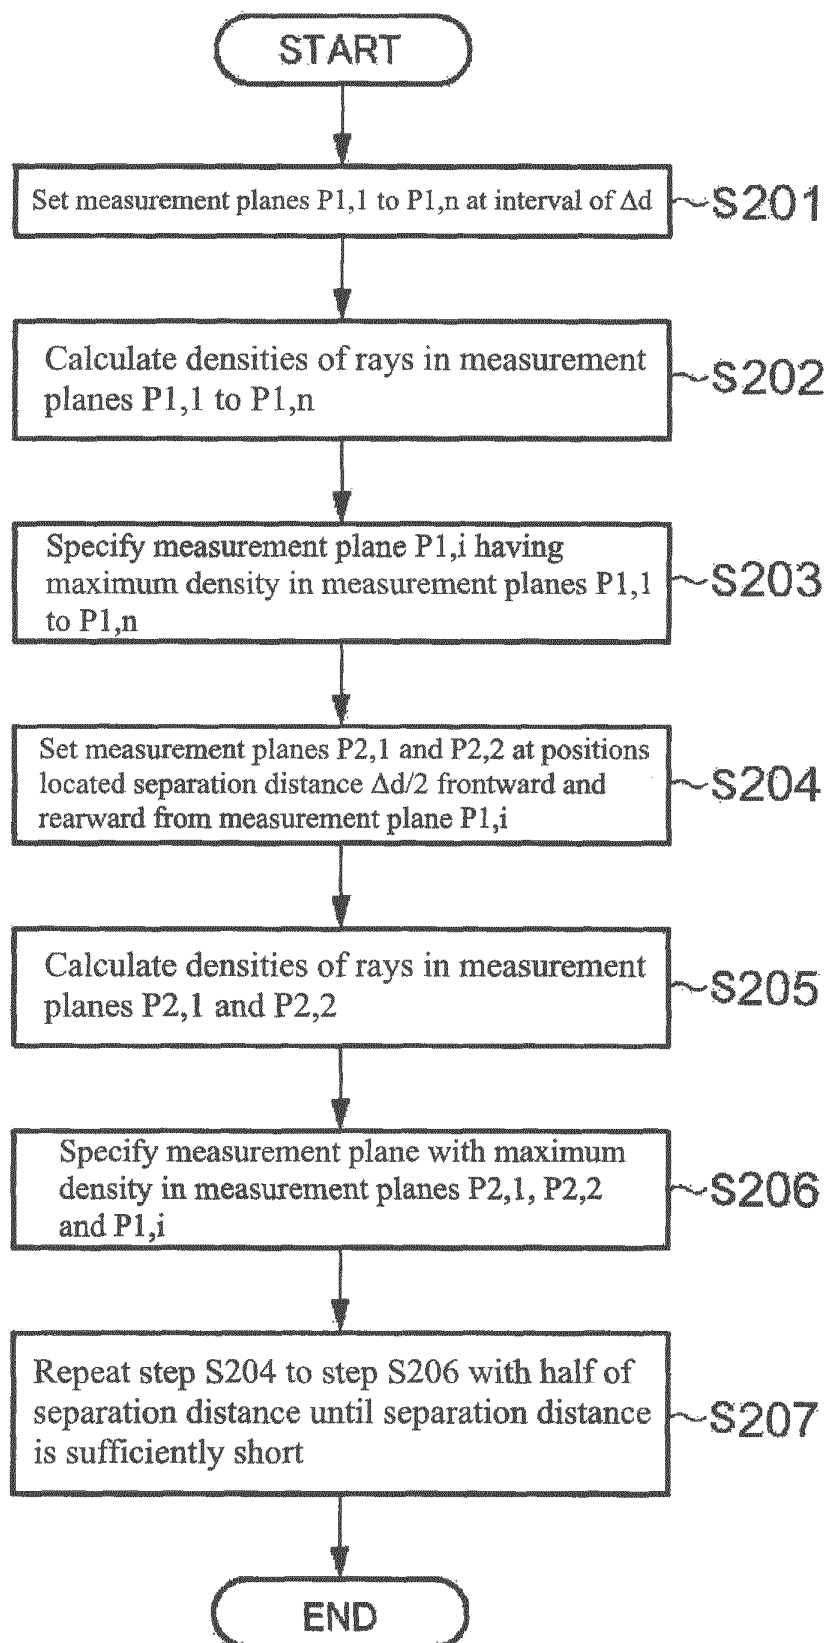 START
Set measurement planes P1,1 to P1,n at interval of Δd
S201
Calculate densities of rays in measurement
planes P1,1 to P1,n
S202
Specify measurement plane P1,i having
maximum density in measurement planes P1,1
to P1,n
S203
Set measurement planes P2,1 and P2,2 at positions
located separation distance Δd/2 frontward and
rearward from measurement plane P1,i
S204
Calculate densities of rays in measurement
planes P2,1 and P2,2
S205
Specify measurement plane with maximum
density in measurement planes P2,1, P2,2
and P1,i
S206
Repeat step S204 to step S206 with half of
separation distance until separation distance
is sufficiently short
S207
END